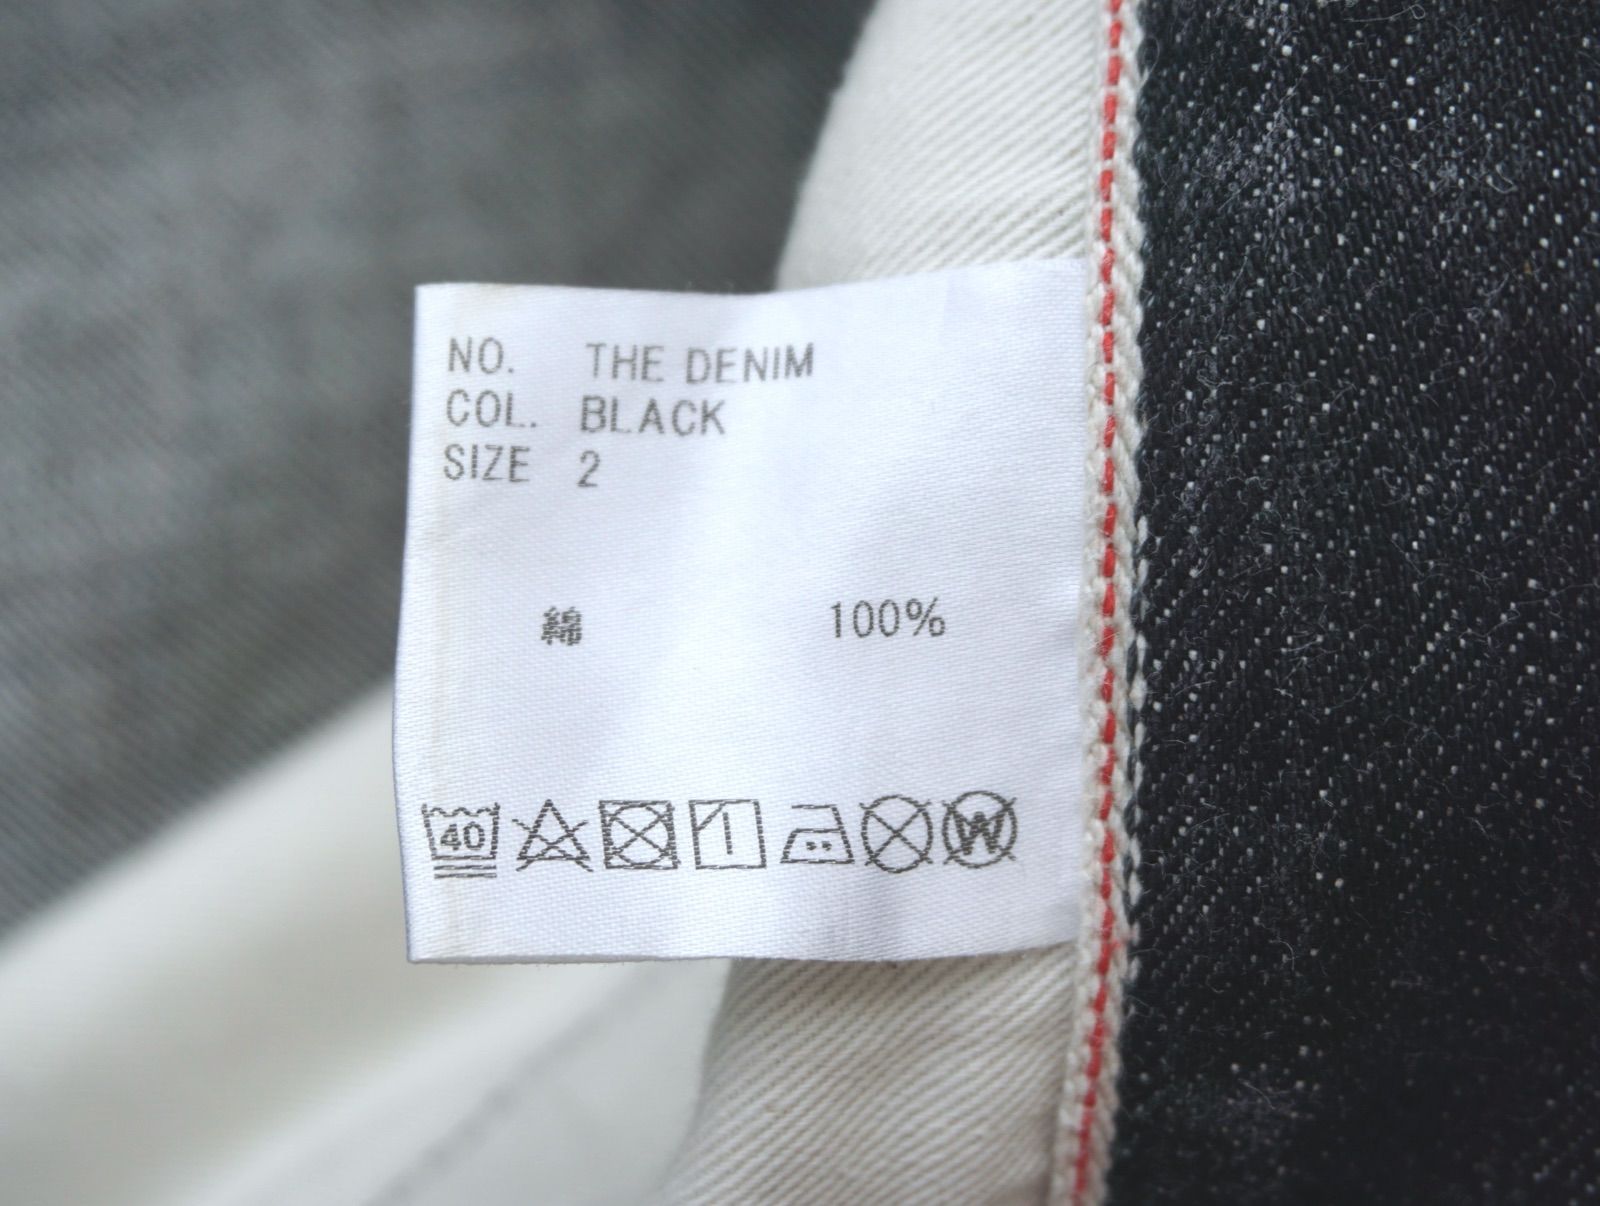 NO. THE DENIM
COL. BLACK
SIZE 2
綿 100%
40
W